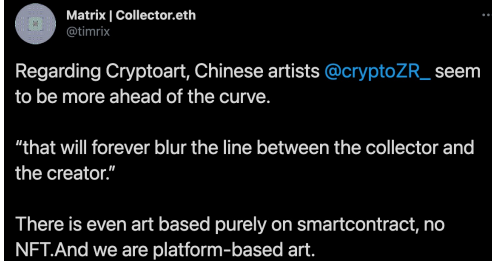 Matrix | Collector.eth
@timrix
Regarding Cryptoart, Chinese artists @cryptoZR_ seem
to be more ahead of the curve.
“that will forever blur the line between the collector and
the creator.”
There is even art based purely on smartcontract, no
NFT.And we are platform-based art.